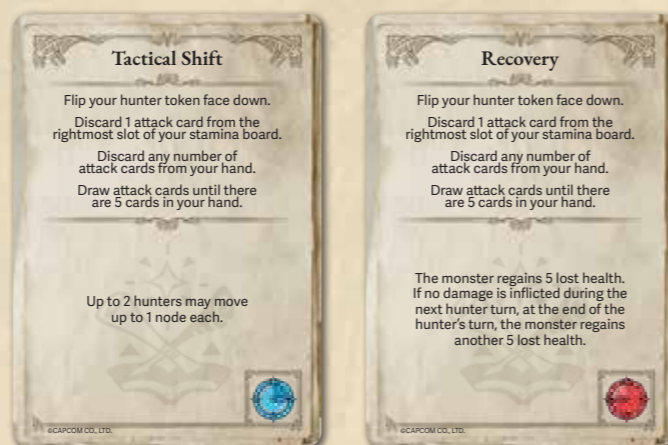 Tactical Shift
Flip your hunter token face down.
Discard 1 attack card from the
rightmost slot of your stamina board.
Discard any number of
attack cards from your hand.
Draw attack cards until there
are 5 cards in your hand.
Up to 2 hunters may move
up to 1 node each.
©CAPCOM CO., LTD.
Recovery
Flip your hunter token face down.
Discard 1 attack card from the
rightmost slot of your stamina board.
Discard any number of
attack cards from your hand.
Draw attack cards until there
are 5 cards in your hand.
The monster regains 5 lost health.
If no damage is inflicted during the
next hunter turn, at the end of the
hunter's turn, the monster regains
another 5 lost health.
©CAPCOM CO., LTD.